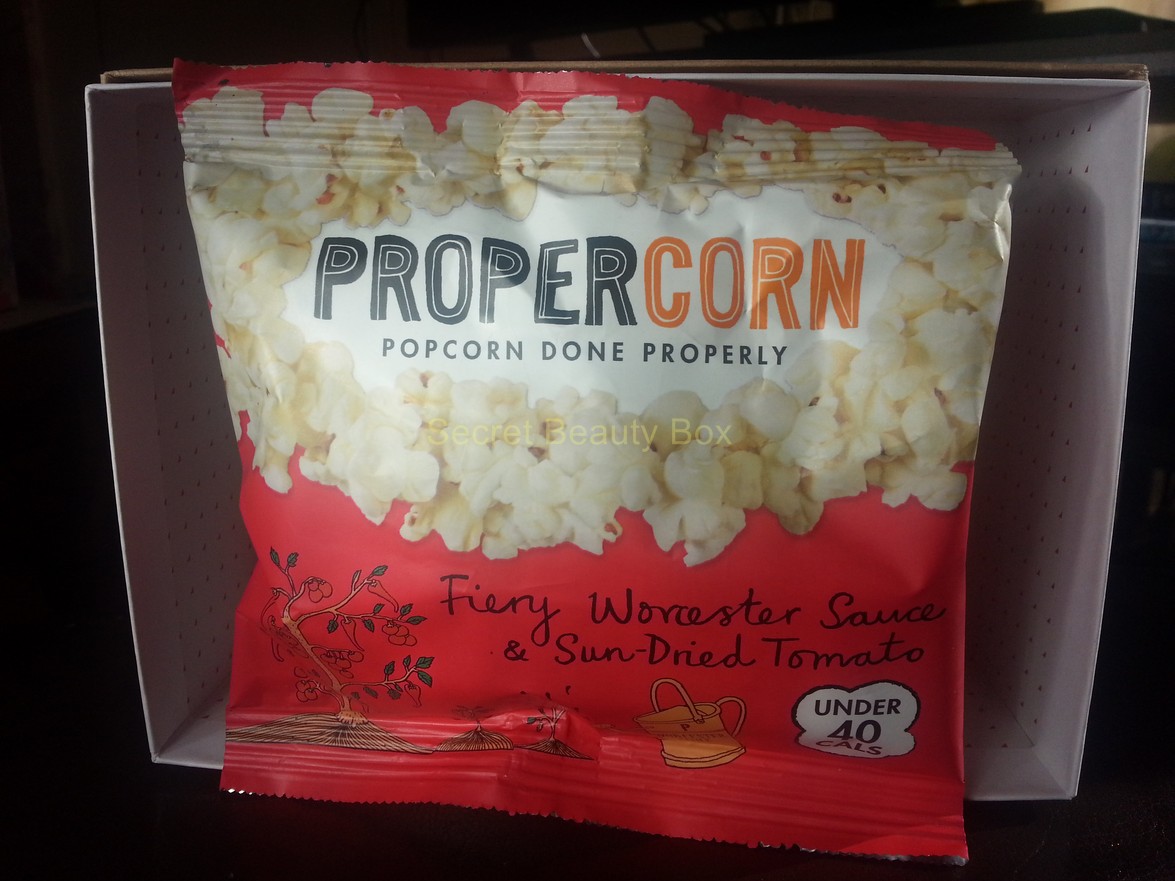 PROPERCORN
POPCORN DONE PROPERLY
Secret Beauty Box
Fiery Worcester Sauce
& Sun-Dried Tomato
UNDER
40
CALS
P